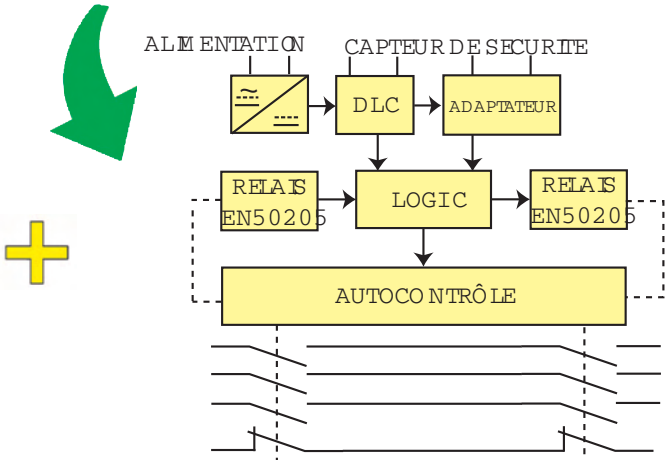 ALIMENTATION
CAPTEUR DE SECURITE
DLC
ADAPTATEUR
RELAIS
EN50205
LOGIC
RELAIS
EN50205
AUTOCONTRÔLE